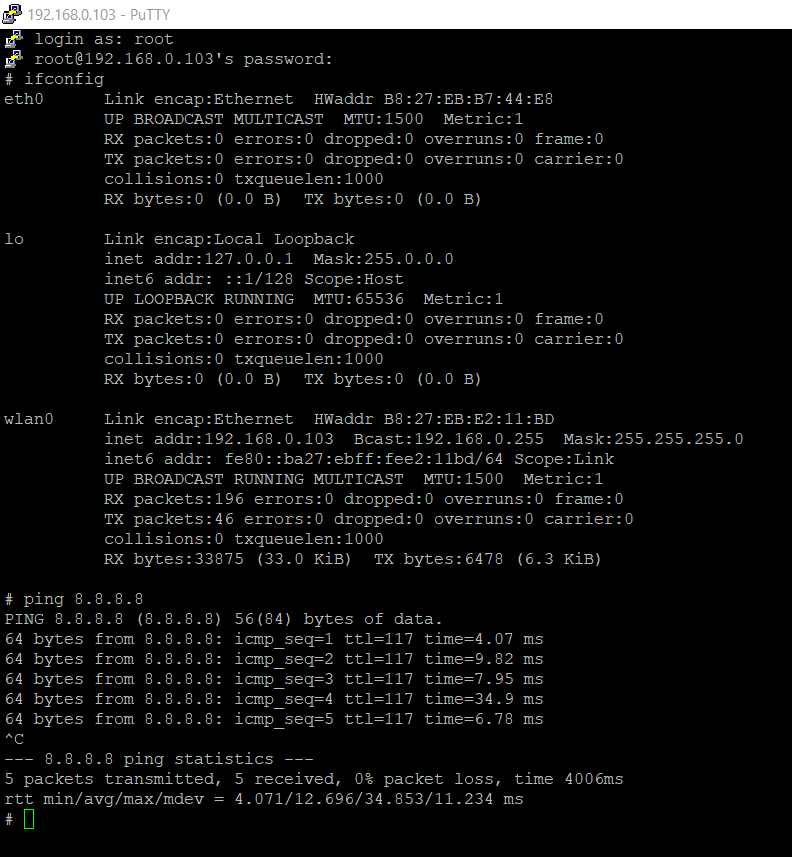 192.168.0.103 - PuTTY
login as: root
root@192.168.0.103's password:
# ifconfig
eth0      Link encap:Ethernet  HWaddr B8:27:EB:B7:44:E8
          UP BROADCAST MULTICAST  MTU:1500  Metric:1
          RX packets:0 errors:0 dropped:0 overruns:0 frame:0
          TX packets:0 errors:0 dropped:0 overruns:0 carrier:0
          collisions:0 txqueuelen:1000
          RX bytes:0 (0.0 B)  TX bytes:0 (0.0 B)

lo        Link encap:Local Loopback
          inet addr:127.0.0.1  Mask:255.0.0.0
          inet6 addr: ::1/128 Scope:Host
          UP LOOPBACK RUNNING  MTU:65536  Metric:1
          RX packets:0 errors:0 dropped:0 overruns:0 frame:0
          TX packets:0 errors:0 dropped:0 overruns:0 carrier:0
          collisions:0 txqueuelen:1000
          RX bytes:0 (0.0 B)  TX bytes:0 (0.0 B)

wlan0     Link encap:Ethernet  HWaddr B8:27:EB:E2:11:BD
          inet addr:192.168.0.103  Bcast:192.168.0.255  Mask:255.255.255.0
          inet6 addr: fe80::ba27:ebff:fee2:11bd/64 Scope:Link
          UP BROADCAST RUNNING MULTICAST  MTU:1500  Metric:1
          RX packets:196 errors:0 dropped:0 overruns:0 frame:0
          TX packets:46 errors:0 dropped:0 overruns:0 carrier:0
          collisions:0 txqueuelen:1000
          RX bytes:33875 (33.0 KiB)  TX bytes:6478 (6.3 KiB)

# ping 8.8.8.8
PING 8.8.8.8 (8.8.8.8) 56(84) bytes of data.
64 bytes from 8.8.8.8: icmp_seq=1 ttl=117 time=4.07 ms
64 bytes from 8.8.8.8: icmp_seq=2 ttl=117 time=9.82 ms
64 bytes from 8.8.8.8: icmp_seq=3 ttl=117 time=7.95 ms
64 bytes from 8.8.8.8: icmp_seq=4 ttl=117 time=34.9 ms
64 bytes from 8.8.8.8: icmp_seq=5 ttl=117 time=6.78 ms
^C
--- 8.8.8.8 ping statistics ---
5 packets transmitted, 5 received, 0% packet loss, time 4006ms
rtt min/avg/max/mdev = 4.071/12.696/34.853/11.234 ms
#